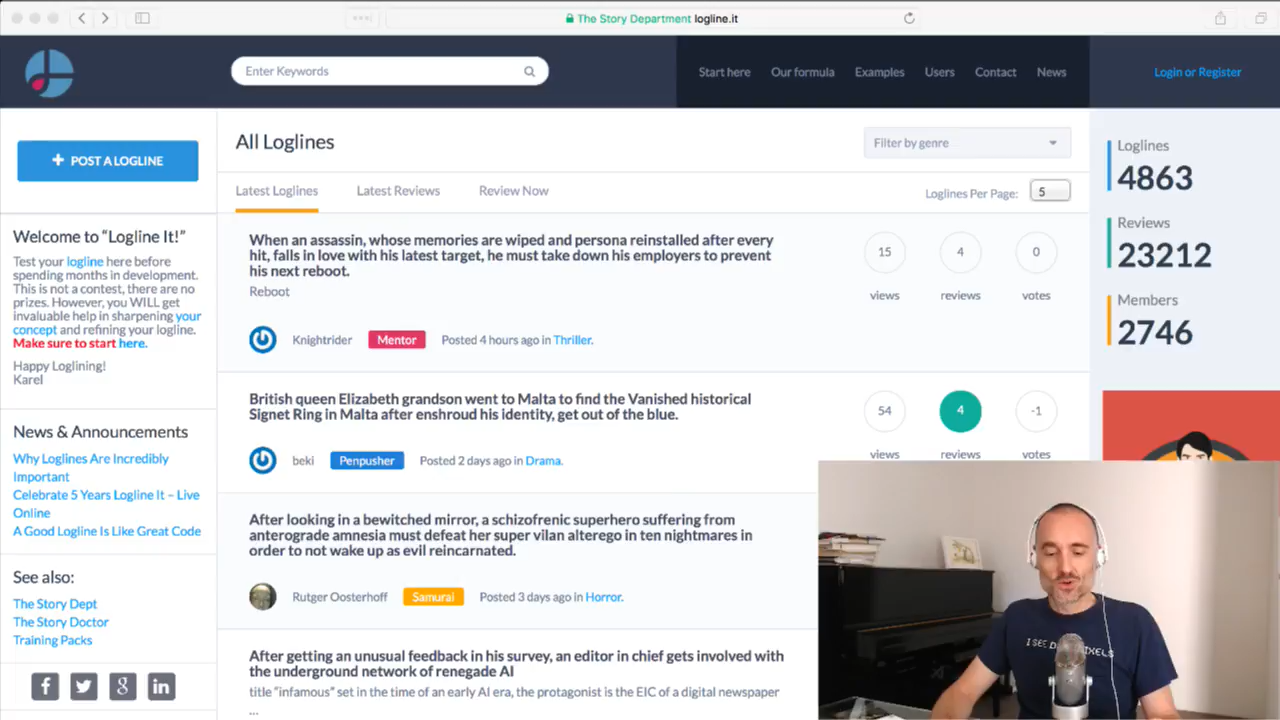 The Story Department logline.it
Enter Keywords
Start here Our formula Examples Users Contact News
Login or Register
+ POST A LOGLINE
Welcome to “Logline It!”
Test your logline here before
spending months in development.
This is not a contest, there are no
prizes. However, you WILL get
invaluable help in sharpening your
concept and refining your logline.
Make sure to start here.
Happy Loglining!
Karel
News & Announcements
Why Loglines Are Incredibly
Important
Celebrate 5 Years Logline It – Live
Online
A Good Logline Is Like Great Code
See also:
The Story Dept
The Story Doctor
Training Packs
All Loglines
Filter by genre
Latest Loglines Latest Reviews Review Now
Loglines Per Page: 5
When an assassin, whose memories are wiped and persona reinstalled after every
hit, falls in love with his latest target, he must take down his employers to prevent
his next reboot.
Reboot
15 4 0
views reviews votes
Knightrider Mentor Posted 4 hours ago in Thriller.
British queen Elizabeth grandson went to Malta to find the Vanished historical
Signet Ring in Malta after enshroud his identity, get out of the blue.
54 4 -1
views reviews votes
beki Penpusher Posted 2 days ago in Drama.
After looking in a bewitched mirror, a schizofrenic superhero suffering from
anterograde amnesia must defeat her super vilan alterego in ten nightmares in
order to not wake up as evil reincarnated.
Rutger Oosterhoff Samurai Posted 3 days ago in Horror.
After getting an unusual feedback in his survey, an editor in chief gets involved with
the underground network of renegade AI
title “infamous” set in the time of an early AI era, the protagonist is the EIC of a digital newspaper
...
Loglines
4863
Reviews
23212
Members
2746
I SEE D
XELS